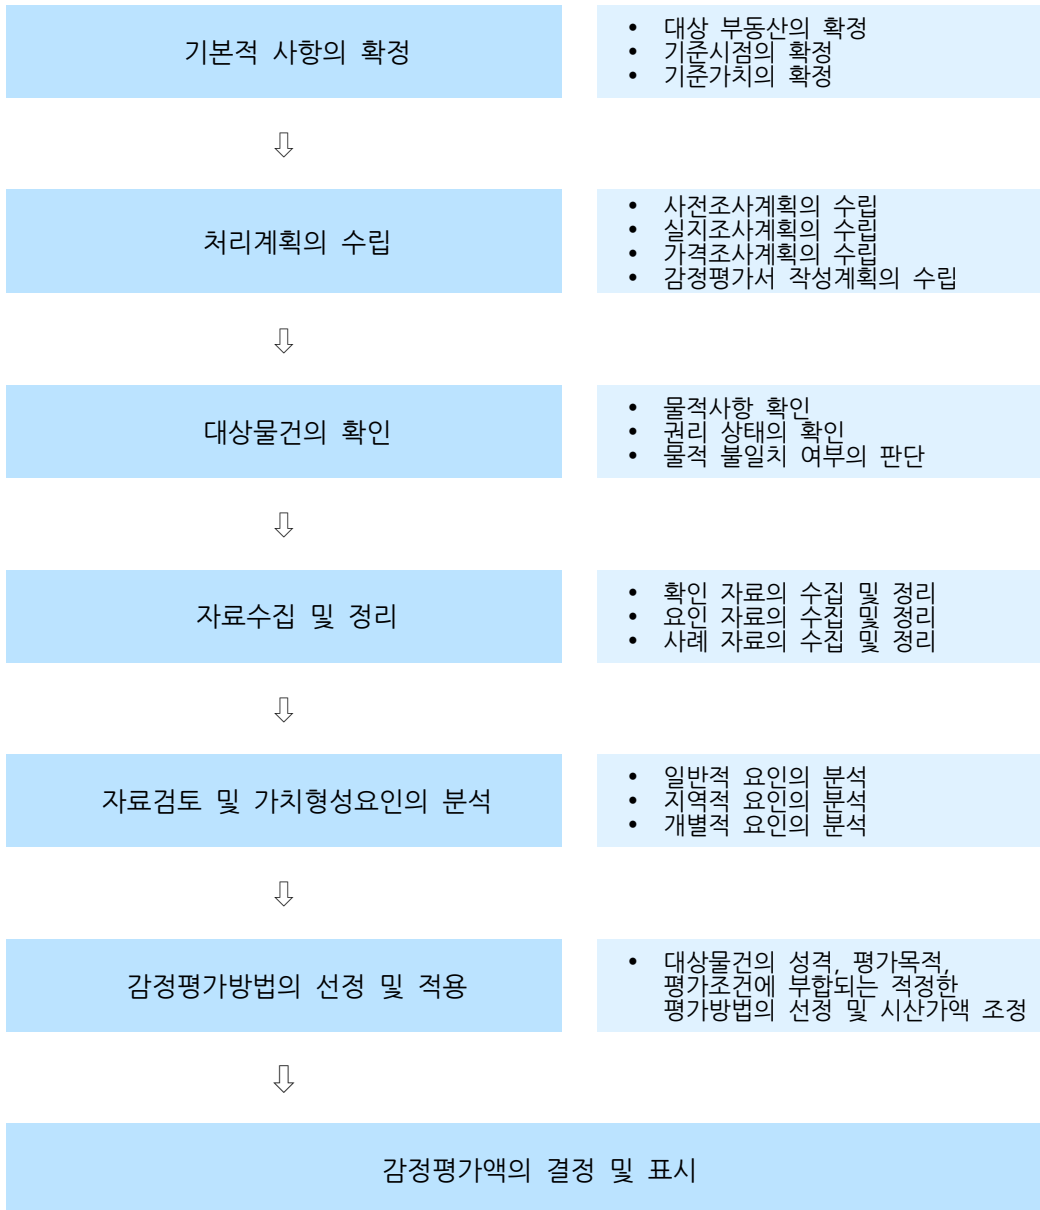 기본적 사항의 확정
• 대상 부동산의 확정
• 기준시점의 확정
• 기준가치의 확정
⇩
처리계획의 수립
• 사전조사계획의 수립
• 실지조사계획의 수립
• 가격조사계획의 수립
• 감정평가서 작성계획의 수립
⇩
대상물건의 확인
• 물적사항 확인
• 권리 상태의 확인
• 물적 불일치 여부의 판단
⇩
자료수집 및 정리
• 확인 자료의 수집 및 정리
• 요인 자료의 수집 및 정리
• 사례 자료의 수집 및 정리
⇩
자료검토 및 가치형성요인의 분석
• 일반적 요인의 분석
• 지역적 요인의 분석
• 개별적 요인의 분석
⇩
감정평가방법의 선정 및 적용
• 대상물건의 성격, 평가목적,
평가조건에 부합되는 적정한
평가방법의 선정 및 시산가액 조정
⇩
감정평가액의 결정 및 표시